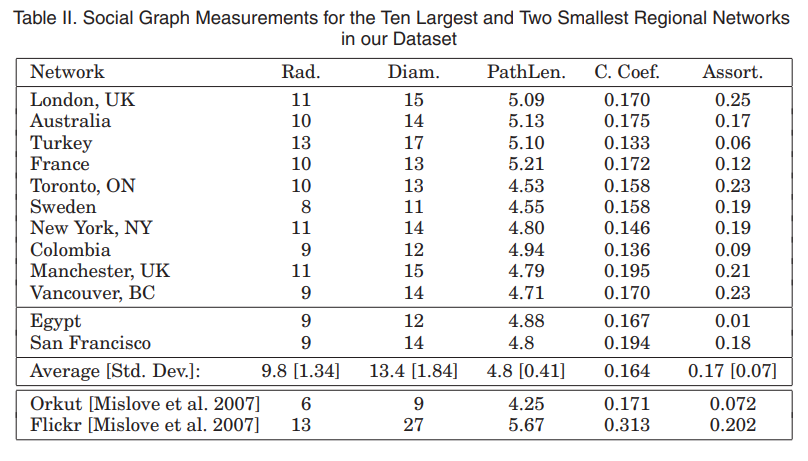 Table II. Social Graph Measurements for the Ten Largest and Two Smallest Regional Networks
in our Dataset
Network Rad. Diam. PathLen. C. Coef. Assort.
London, UK 11 15 5.09 0.170 0.25
Australia 10 14 5.13 0.175 0.17
Turkey 13 17 5.10 0.133 0.06
France 10 13 5.21 0.172 0.12
Toronto, ON 10 13 4.53 0.158 0.23
Sweden 8 11 4.55 0.158 0.19
New York, NY 11 14 4.80 0.146 0.19
Colombia 9 12 4.94 0.136 0.09
Manchester, UK 11 15 4.79 0.195 0.21
Vancouver, BC 9 14 4.71 0.170 0.23
Egypt 9 12 4.88 0.167 0.01
San Francisco 9 14 4.8 0.194 0.18
Average [Std. Dev.]: 9.8 [1.34] 13.4 [1.84] 4.8 [0.41] 0.164 0.17 [0.07]
Orkut [Mislove et al. 2007] 6 9 4.25 0.171 0.072
Flickr [Mislove et al. 2007] 13 27 5.67 0.313 0.202